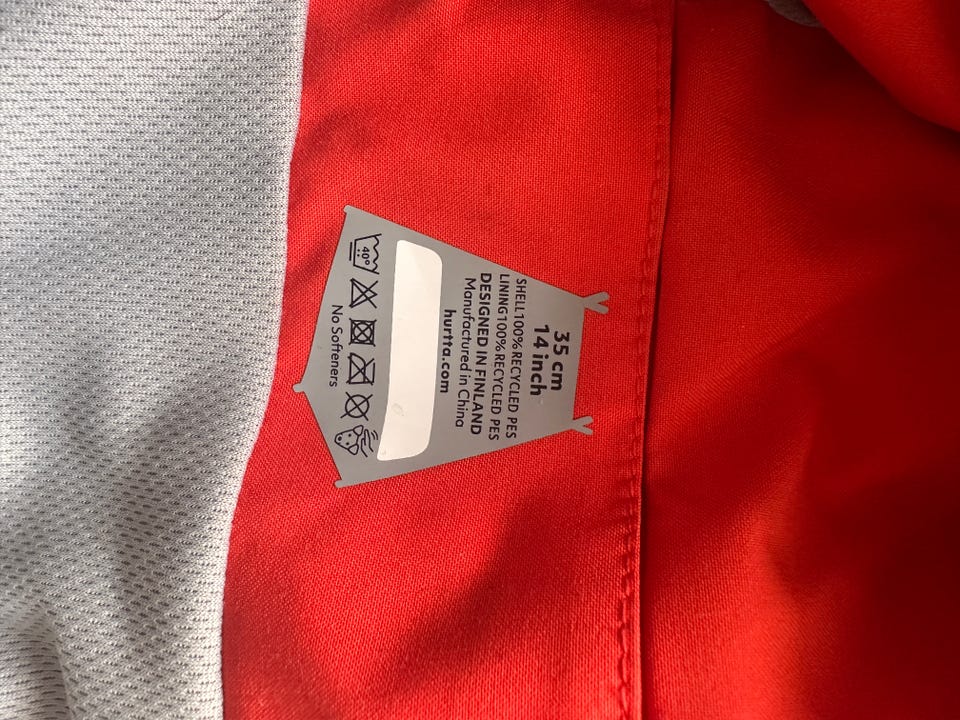 35 cm
14 inch
SHELL 100% RECYCLED PES
LINING 100% RECYCLED PES
DESIGNED IN FINLAND
Manufactured in China
hurtta.com
40°
No Softeners